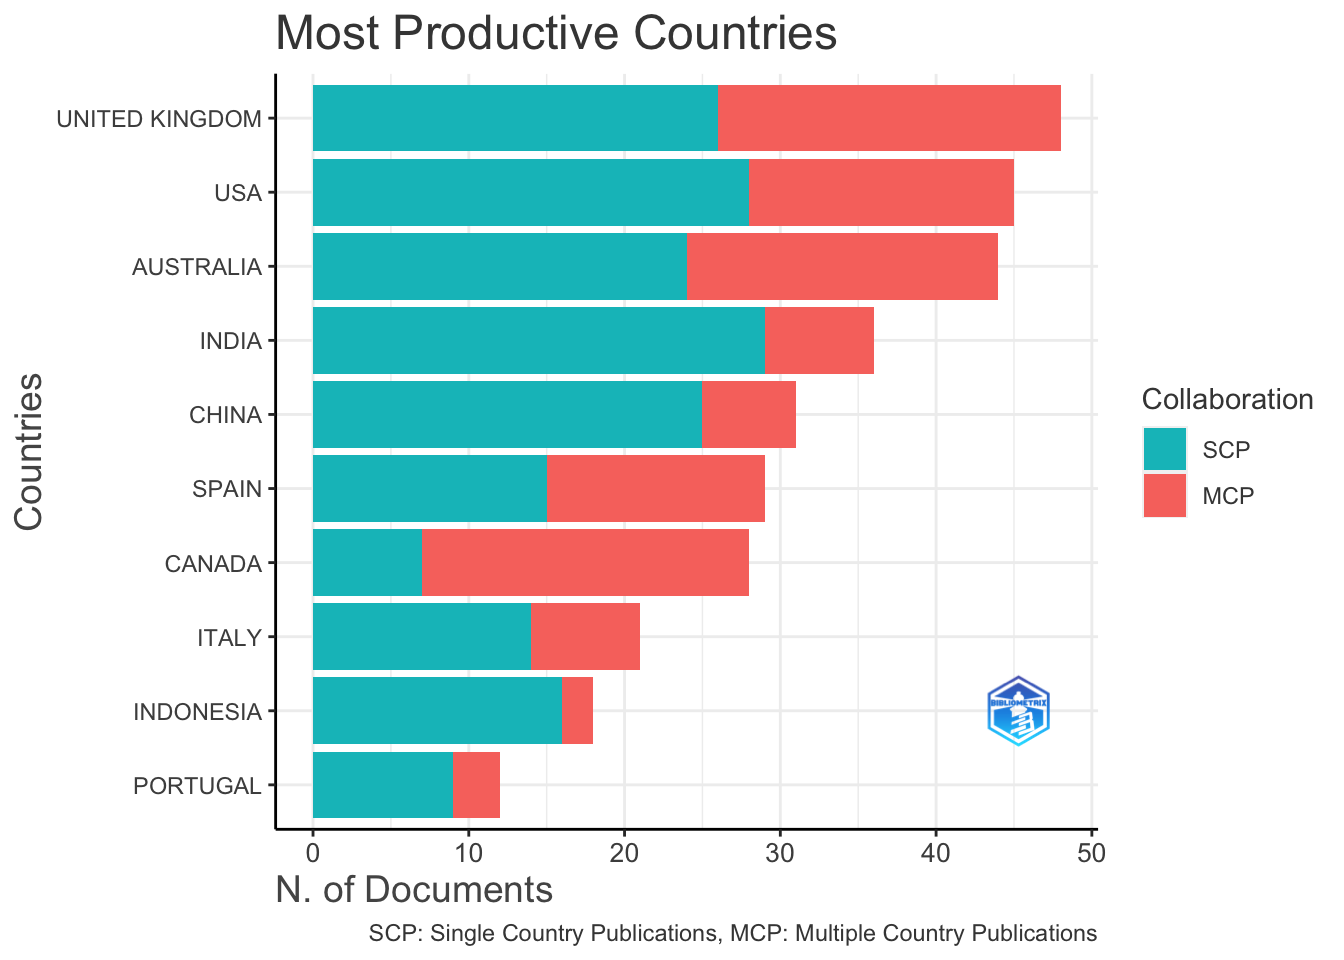 Most Productive Countries
UNITED KINGDOM
USA
AUSTRALIA
INDIA
CHINA
SPAIN
CANADA
ITALY
INDONESIA
PORTUGAL
Countries
0 10 20 30 40 50
N. of Documents
SCP: Single Country Publications, MCP: Multiple Country Publications
Collaboration
SCP
MCP
BIBLIOMETRIX